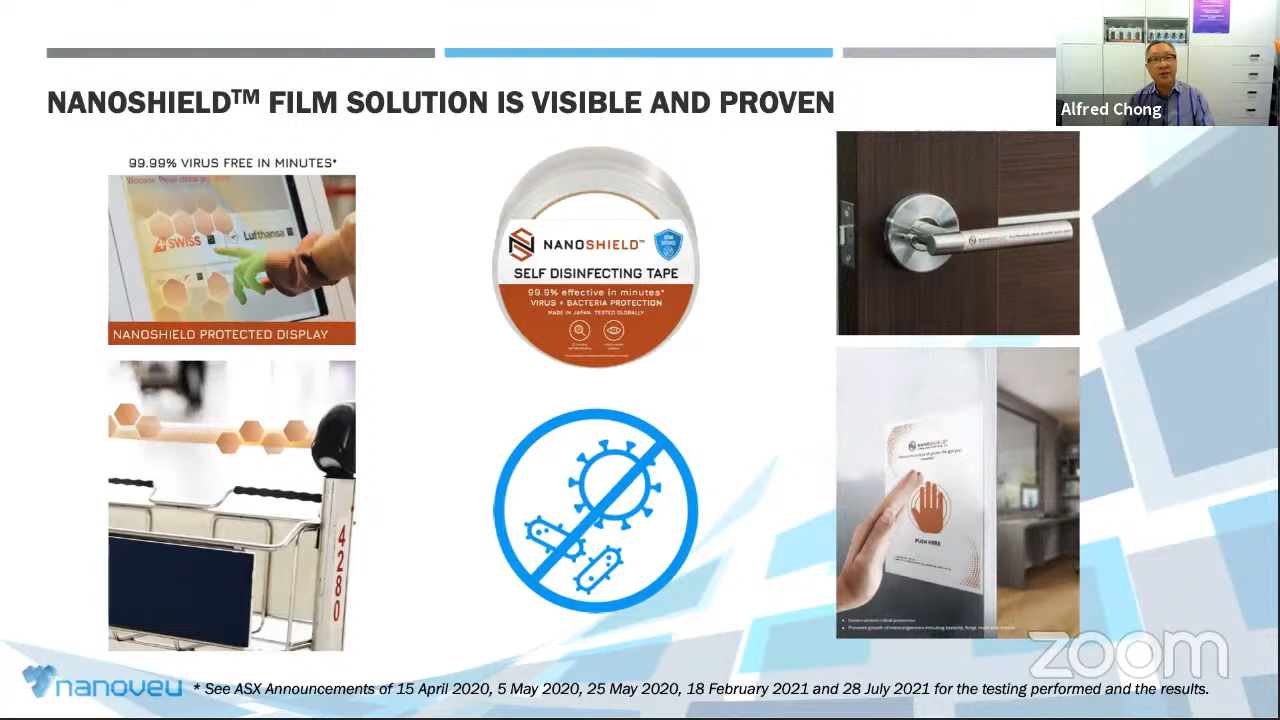 NANOSHIELD™ FILM SOLUTION IS VISIBLE AND PROVEN
Alfred Chong
99.99% VIRUS FREE IN MINUTES*
SWISS
Lufthansa
NANOSHIELD PROTECTED DISPLAY
NANOSHIELD™
SELF DISINFECTING TAPE
99.9% effective in minutes*
VIRUS + BACTERIA PROTECTION
MADE IN JAPAN. TESTED GLOBALLY
NANOSHIELD
4280
NANOSHIELD
PUSH HERE
zoom
nanoveu
* See ASX Announcements of 15 April 2020, 5 May 2020, 25 May 2020, 18 February 2021 and 28 July 2021 for the testing performed and the results.